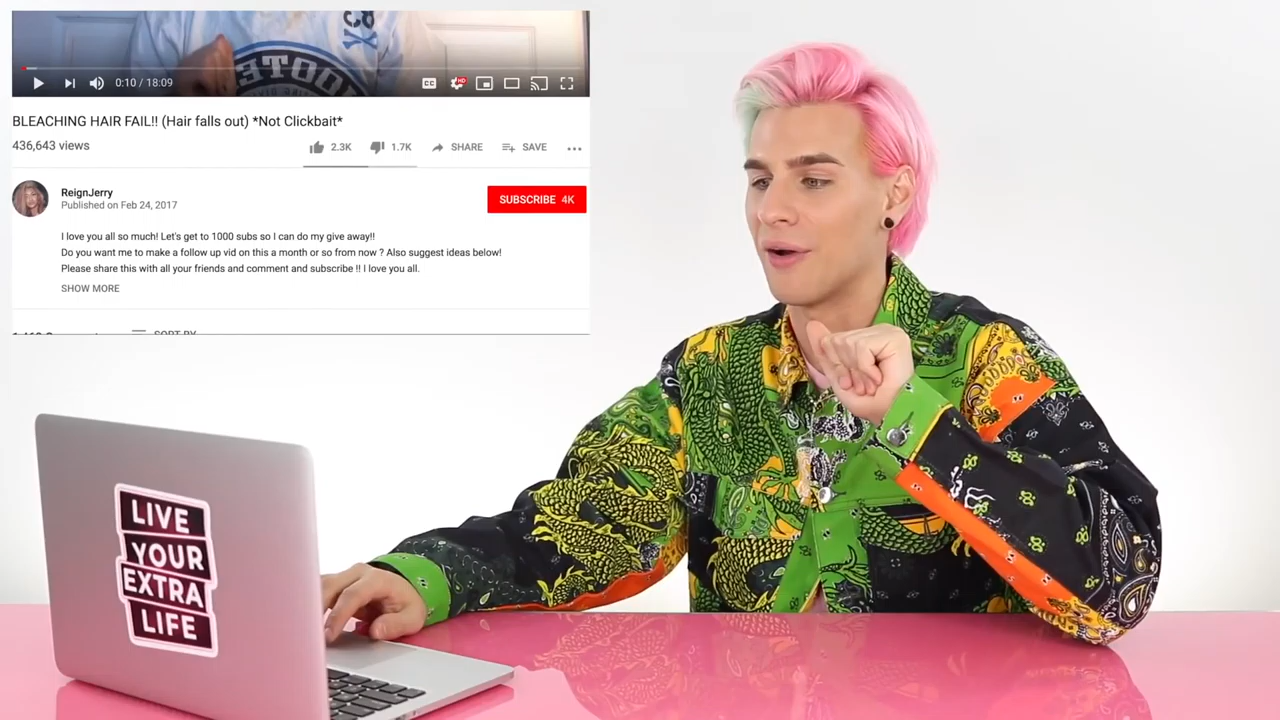 0:10 / 18:09
CC
HD
BLEACHING HAIR FAIL!! (Hair falls out) *Not Clickbait*
436,643 views
2.3K
1.7K
SHARE
SAVE
ReignJerry
Published on Feb 24, 2017
SUBSCRIBE 4K
I love you all so much! Let's get to 1000 subs so I can do my give away!!
Do you want me to make a follow up vid on this a month or so from now ? Also suggest ideas below!
Please share this with all your friends and comment and subscribe !! I love you all.
SHOW MORE
SORT BY
LIVE
YOUR
EXTRA
LIFE